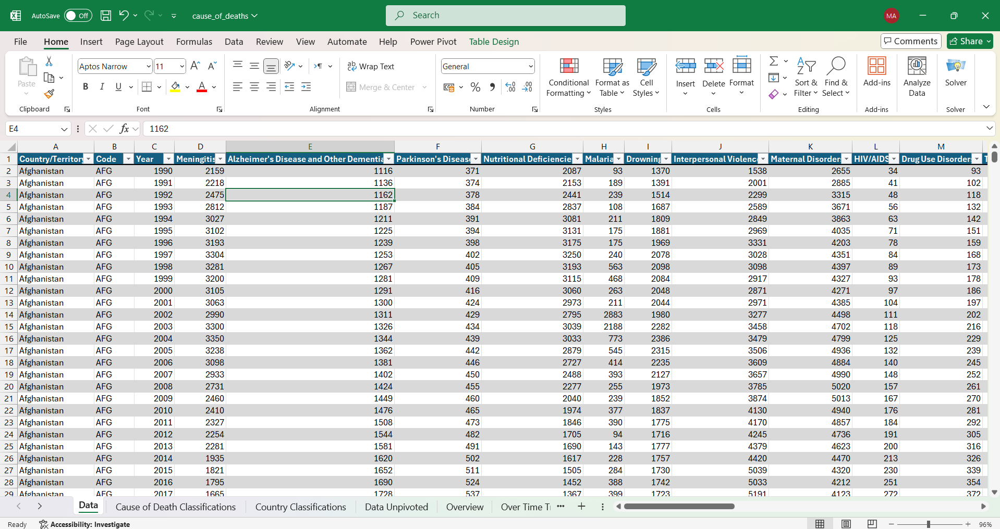 AutoSave Off cause_of_deaths Search MA
File Home Insert Page Layout Formulas Data Review View Automate Help Power Pivot Table Design Comments Share
Paste
Clipboard
Aptos Narrow 11
B I U
Font
ab Wrap Text
Merge & Center
Alignment
General
Number
Conditional Formatting
Format as Table
Cell Styles
Styles
Insert Delete Format
Cells
Sort & Filter
Find & Select
Editing
Add-ins
Add-ins
Analyze Data
Solver
Solver
E4 fx 1162
A B C D E F G H I J K L M
1 Country/Territory Code Year Meningitis Alzheimer's Disease and Other Dementia Parkinson's Diseas Nutritional Deficiencie Malaria Drowning Interpersonal Violenc Maternal Disorder HIV/AIDS Drug Use Disorder
2 Afghanistan AFG 1990 2159 1116 371 2087 93 1370 1538 2655 34 93
3 Afghanistan AFG 1991 2218 1136 374 2153 189 1391 2001 2885 41 102
4 Afghanistan AFG 1992 2475 1162 378 2441 239 1514 2299 3315 48 118
5 Afghanistan AFG 1993 2812 1187 384 2837 108 1687 2589 3671 56 132
6 Afghanistan AFG 1994 3027 1211 391 3081 211 1809 2849 3863 63 142
7 Afghanistan AFG 1995 3102 1225 394 3131 175 1881 2969 4035 71 151
8 Afghanistan AFG 1996 3193 1239 398 3175 175 1969 3331 4203 78 159
9 Afghanistan AFG 1997 3304 1253 402 3250 240 2078 3028 4351 84 168
10 Afghanistan AFG 1998 3281 1267 405 3193 563 2098 3098 4397 89 173
11 Afghanistan AFG 1999 3200 1281 409 3115 468 2084 2917 4327 93 178
12 Afghanistan AFG 2000 3105 1291 416 3060 263 2048 2871 4271 97 186
13 Afghanistan AFG 2001 3063 1300 424 2973 211 2044 2971 4385 104 197
14 Afghanistan AFG 2002 2990 1311 429 2795 2883 1980 3277 4498 111 202
15 Afghanistan AFG 2003 3300 1326 434 3039 2188 2282 3458 4702 118 216
16 Afghanistan AFG 2004 3350 1344 439 3033 773 2386 3479 4799 125 229
17 Afghanistan AFG 2005 3238 1362 442 2879 545 2315 3506 4936 132 239
18 Afghanistan AFG 2006 3098 1381 446 2727 414 2235 3609 4884 140 245
19 Afghanistan AFG 2007 2933 1402 450 2488 393 2127 3657 4990 148 252
20 Afghanistan AFG 2008 2731 1424 455 2277 255 1973 3785 5020 157 261
21 Afghanistan AFG 2009 2460 1449 460 2040 239 1852 3874 5013 167 270
22 Afghanistan AFG 2010 2410 1476 465 1974 377 1837 4130 4940 176 281
23 Afghanistan AFG 2011 2327 1508 473 1846 390 1775 4170 4857 184 292
24 Afghanistan AFG 2012 2254 1544 482 1705 94 1716 4245 4736 191 305
25 Afghanistan AFG 2013 2281 1581 491 1690 143 1777 4379 4623 200 316
26 Afghanistan AFG 2014 1935 1620 502 1617 228 1757 4420 4470 213 326
27 Afghanistan AFG 2015 1821 1652 511 1505 284 1730 5039 4320 230 339
28 Afghanistan AFG 2016 1795 1690 524 1452 388 1742 5033 4212 251 354
29 Afghanistan AFG 2017 1665 1728 537 1367 399 1723 5191 4123 272 372
Data Cause of Death Classifications Country Classifications Data Unpivoted Overview Over Time T
Ready Accessibility: Investigate 96%